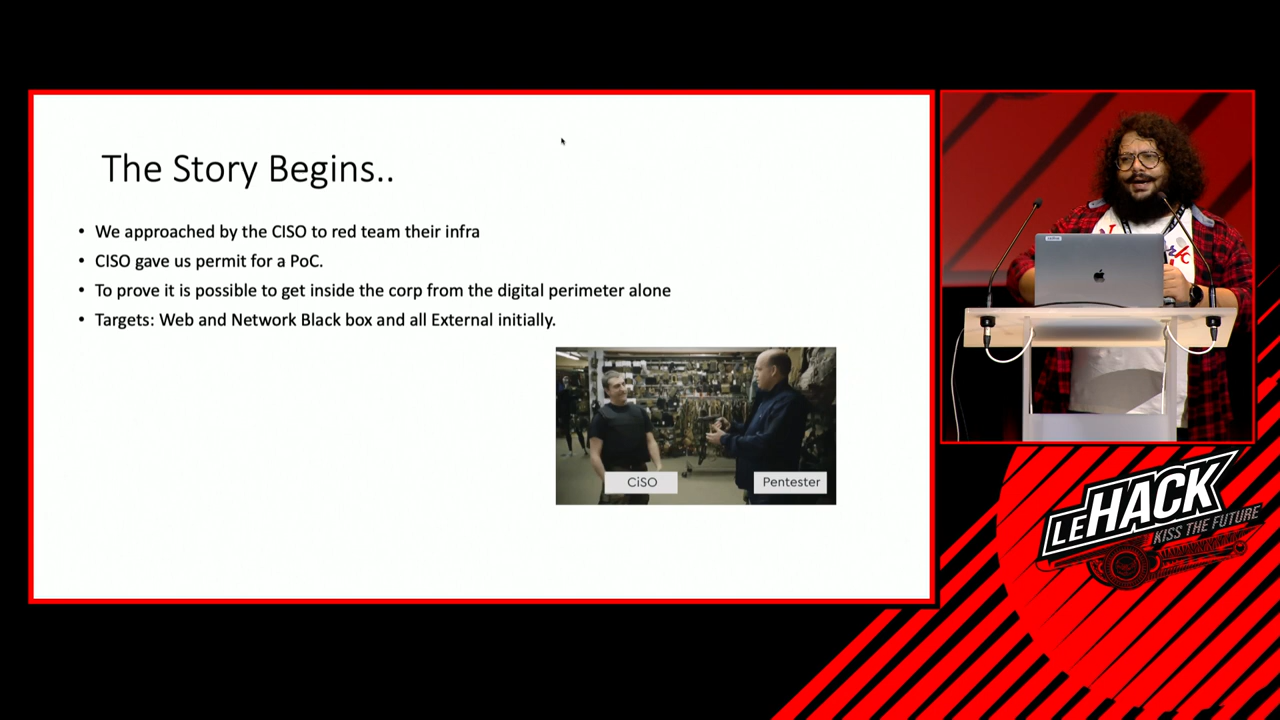 The Story Begins..
• We approached by the CISO to red team their infra
• CISO gave us permit for a PoC.
• To prove it is possible to get inside the corp from the digital perimeter alone
• Targets: Web and Network Black box and all External initially.
CiSO
Pentester
LEHACK
KISS THE FUTURE